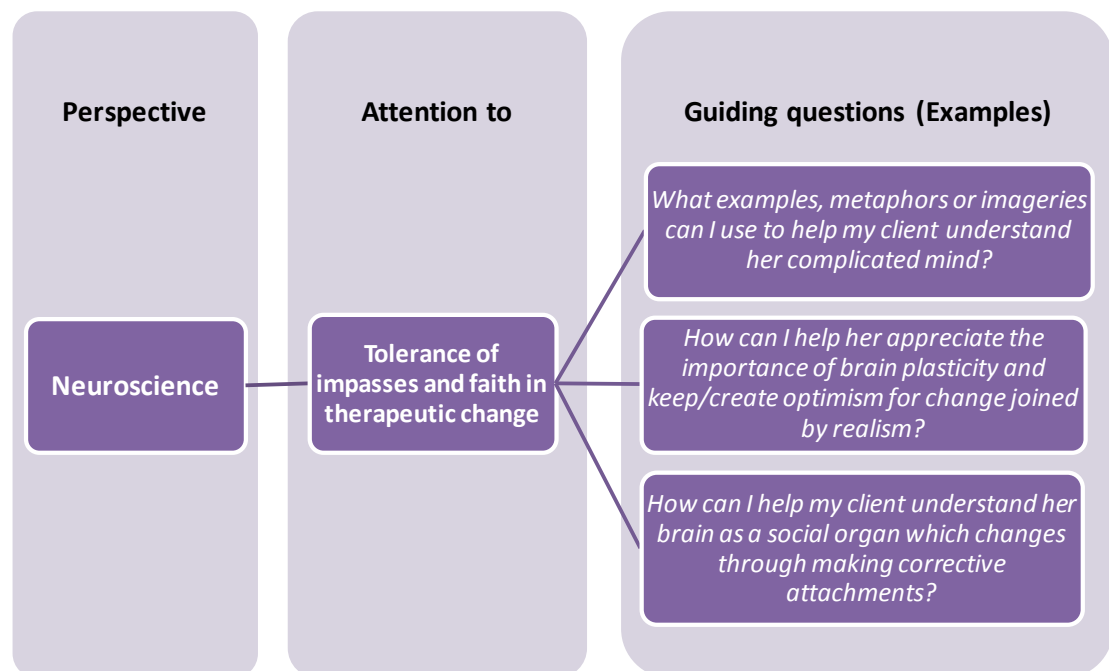 Perspective
Attention to
Guiding questions (Examples)
Neuroscience
Tolerance of
impasses and faith in
therapeutic change
What examples, metaphors or imageries
can I use to help my client understand
her complicated mind?
How can I help her appreciate the
importance of brain plasticity and
keep/create optimism for change joined
by realism?
How can I help my client understand her
brain as a social organ which changes
through making corrective
attachments?